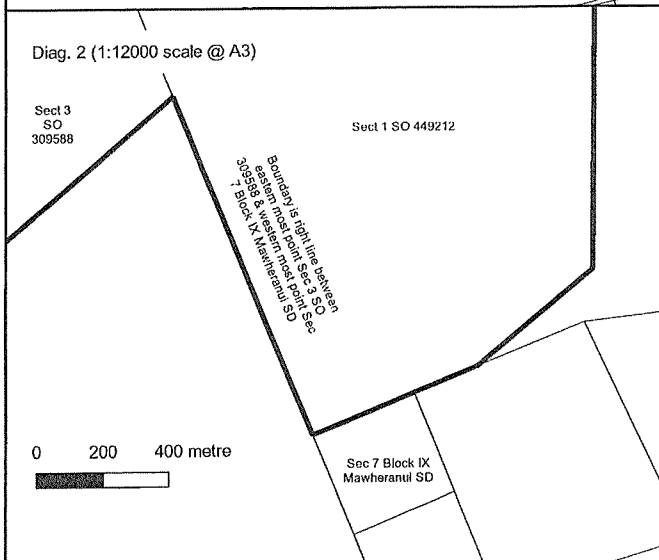 Diag. 2 (1:12000 scale @ A3)
Sect 3
SO
309588
Sect 1 SO 449212
Boundary is right line between
eastern most point Sec 3 SO
309588 & western most point Sec
7 Block IX Mawheranui SD
0 200 400 metre
Sec 7 Block IX
Mawheranui SD